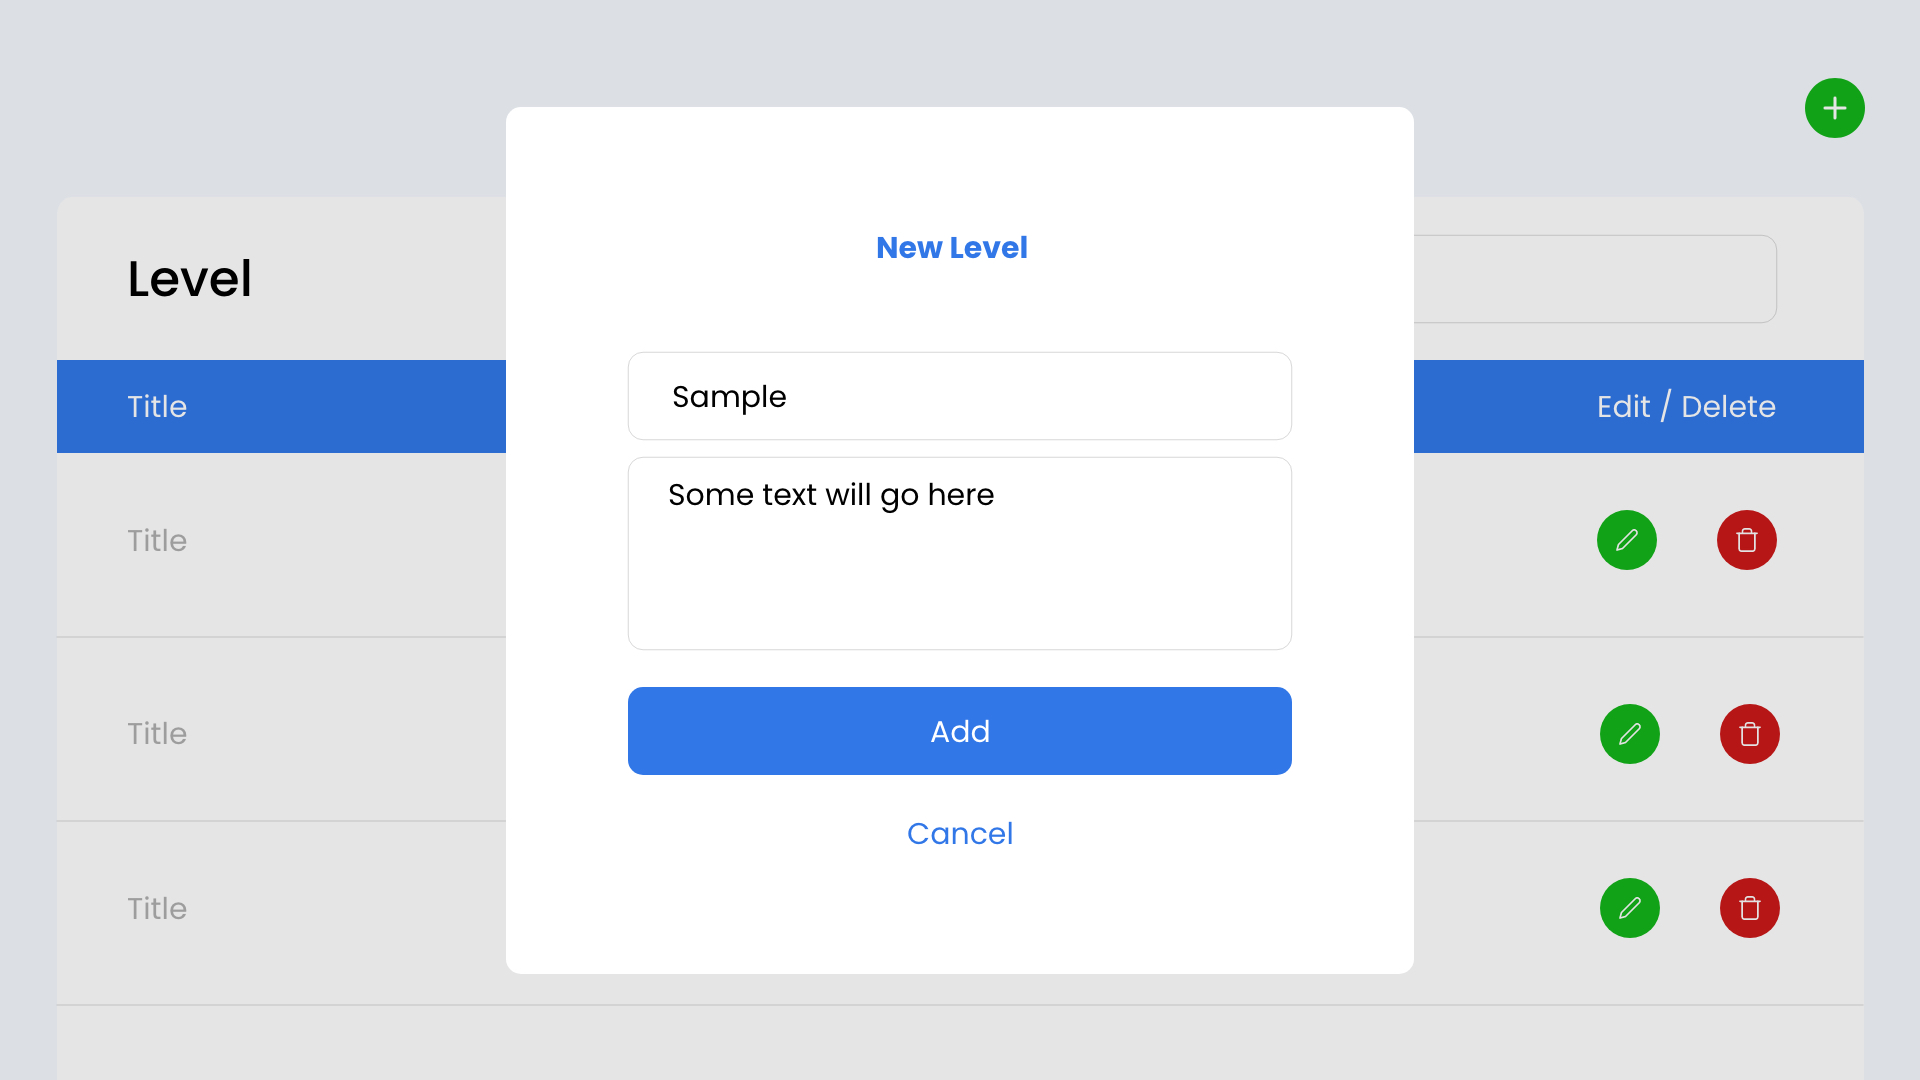 New Level
Level
Sample
Title
Edit / Delete
Some text will go here
Title
Title
Add
Cancel
Title